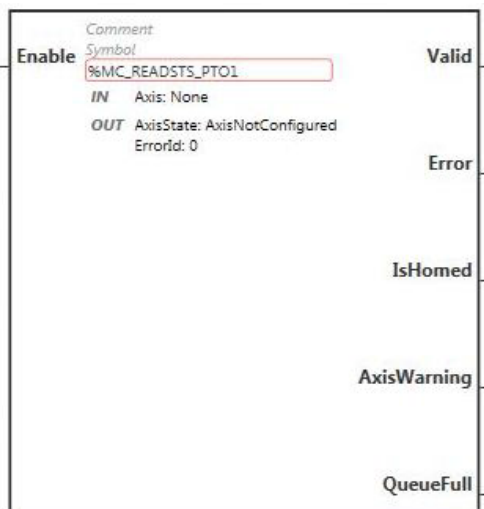 Comment
Enable Symbol Valid
%MC_READSTS_PTO1
IN Axis: None
OUT AxisState: AxisNotConfigured
ErrorId: 0
Error
IsHomed
AxisWarning
QueueFull